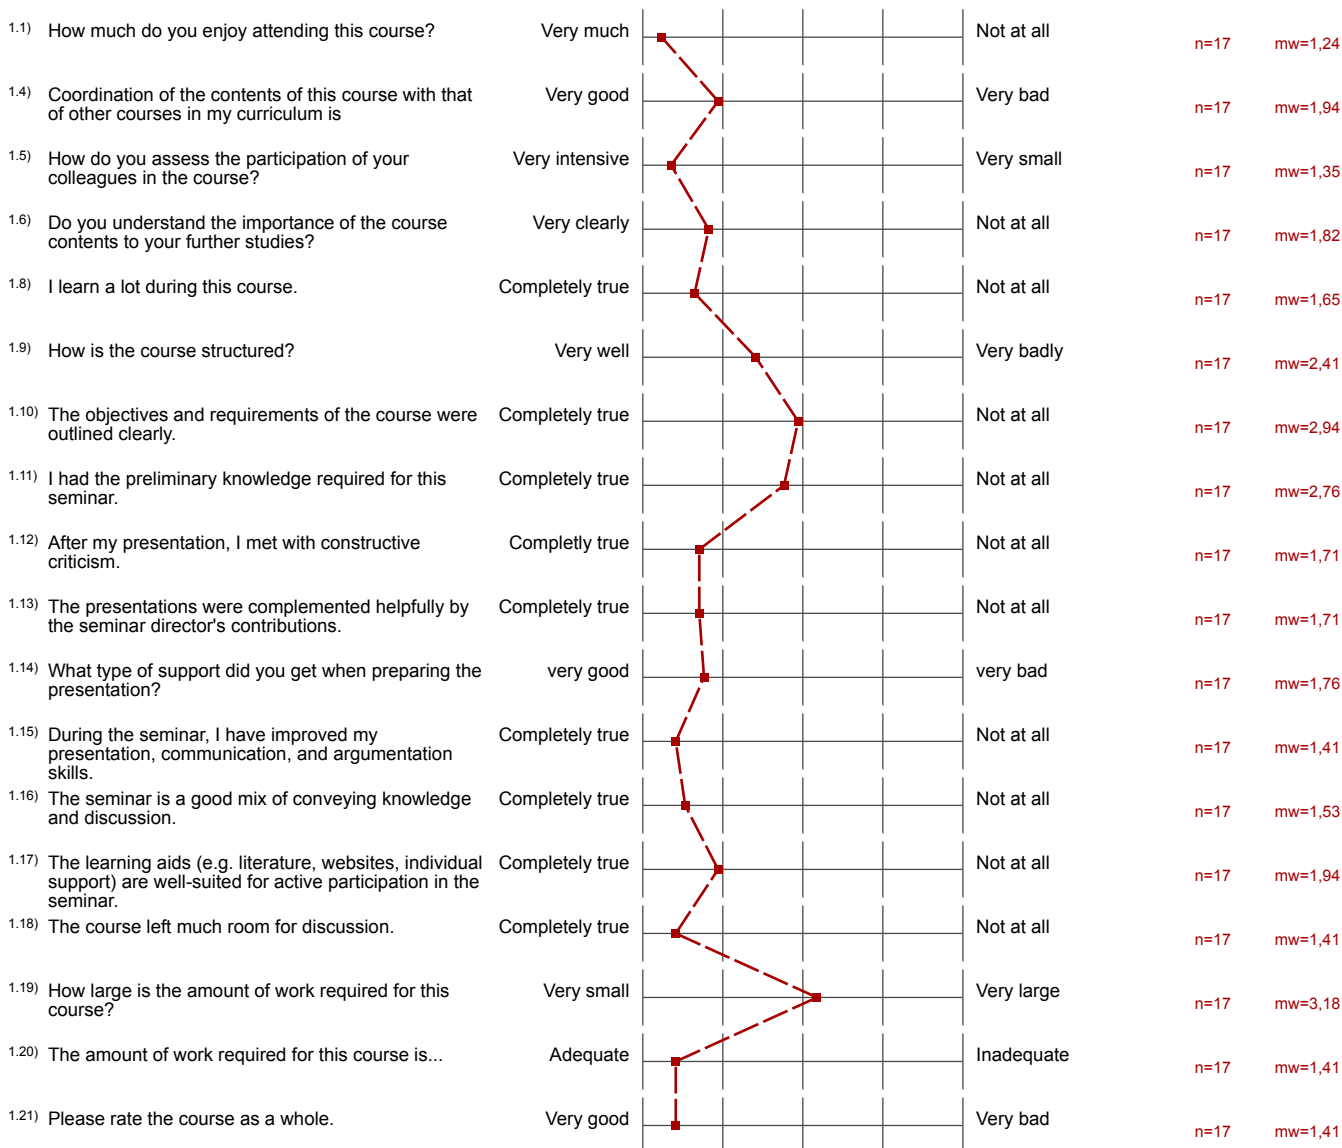 1.1) How much do you enjoy attending this course? Very much Not at all n=17 mw=1,24
1.4) Coordination of the contents of this course with that
of other courses in my curriculum is
Very good Very bad n=17 mw=1,94
1.5) How do you assess the participation of your
colleagues in the course?
Very intensive Very small n=17 mw=1,35
1.6) Do you understand the importance of the course
contents to your further studies?
Very clearly Not at all n=17 mw=1,82
1.8) I learn a lot during this course. Completely true Not at all n=17 mw=1,65
1.9) How is the course structured? Very well Very badly n=17 mw=2,41
1.10) The objectives and requirements of the course were
outlined clearly.
Completely true Not at all n=17 mw=2,94
1.11) I had the preliminary knowledge required for this
seminar.
Completely true Not at all n=17 mw=2,76
1.12) After my presentation, I met with constructive
criticism.
Completly true Not at all n=17 mw=1,71
1.13) The presentations were complemented helpfully by
the seminar director's contributions.
Completely true Not at all n=17 mw=1,71
1.14) What type of support did you get when preparing the
presentation?
very good very bad n=17 mw=1,76
1.15) During the seminar, I have improved my
presentation, communication, and argumentation
skills.
Completely true Not at all n=17 mw=1,41
1.16) The seminar is a good mix of conveying knowledge
and discussion.
Completely true Not at all n=17 mw=1,53
1.17) The learning aids (e.g. literature, websites, individual
support) are well-suited for active participation in the
seminar.
Completely true Not at all n=17 mw=1,94
1.18) The course left much room for discussion. Completely true Not at all n=17 mw=1,41
1.19) How large is the amount of work required for this
course?
Very small Very large n=17 mw=3,18
1.20) The amount of work required for this course is... Adequate Inadequate n=17 mw=1,41
1.21) Please rate the course as a whole. Very good Very bad n=17 mw=1,41